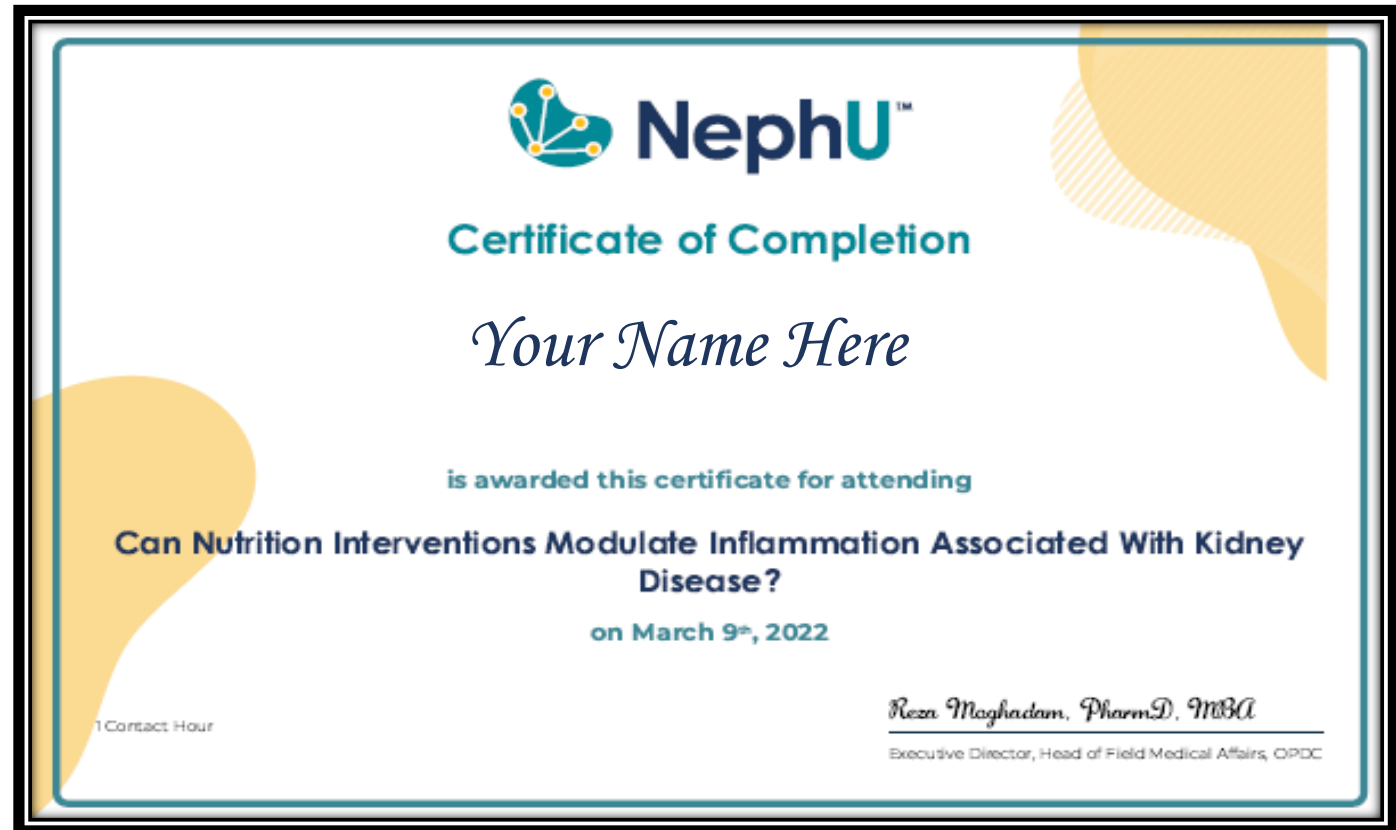 NephU™
Certificate of Completion
Your Name Here
is awarded this certificate for attending
Can Nutrition Interventions Modulate Inflammation Associated With Kidney
Disease?
on March 9th, 2022
1 Contact Hour
Reza Moghadam, PharmD, MBA
Executive Director, Head of Field Medical Affairs, OPDC